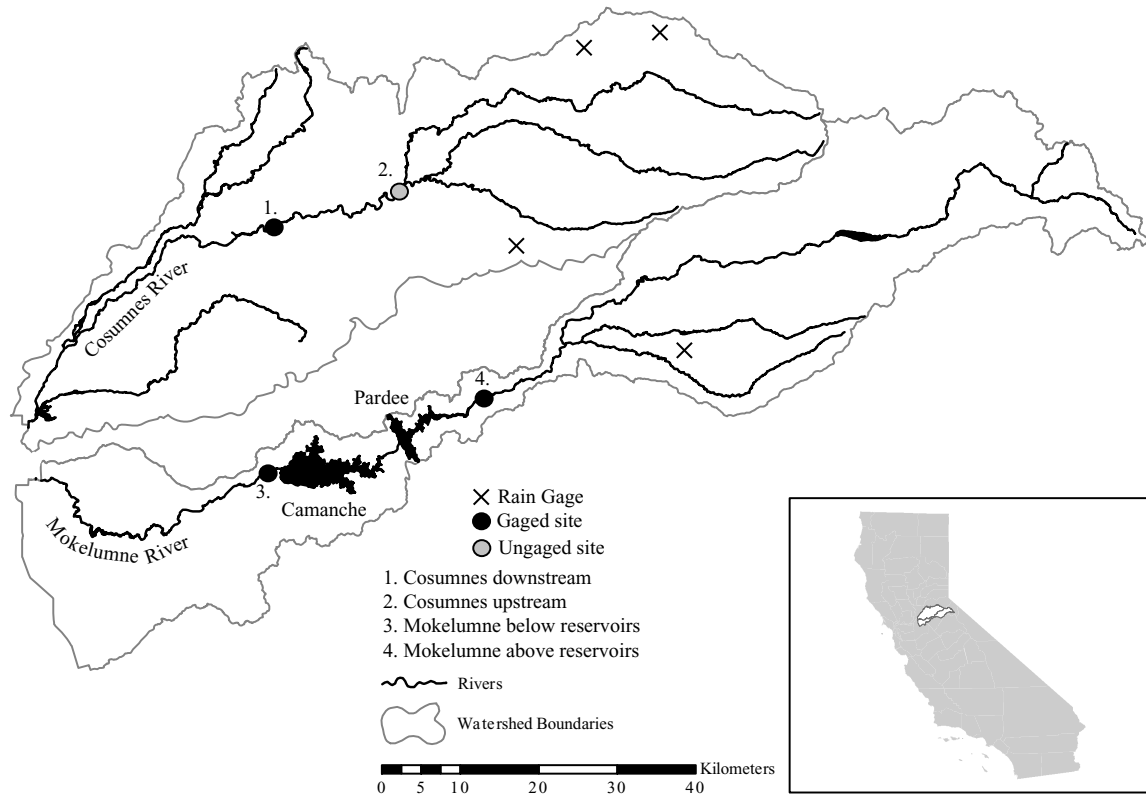 2.
1.
Cosumnes River
4.
Pardee
3.
Camanche
Mokelumne River
Rain Gage
Gaged site
Ungaged site
1. Cosumnes downstream
2. Cosumnes upstream
3. Mokelumne below reservoirs
4. Mokelumne above reservoirs
Rivers
Watershed Boundaries
Kilometers
0 5 10 20 30 40